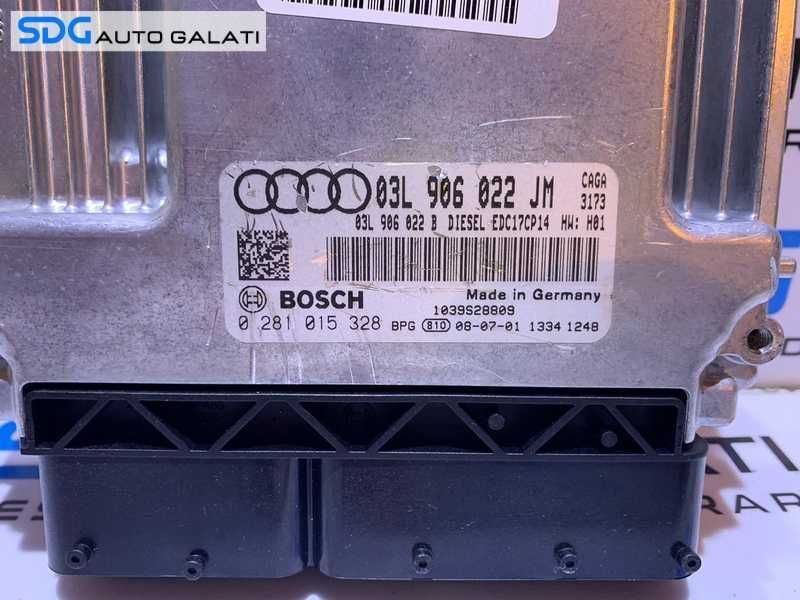 SDG AUTO GALATI
03L 906 022 JM CAGA 3173
03L 906 022 B DIESEL EDC17CP14 HW: H01
BOSCH Made in Germany
1039S28809
0 281 015 328 BPG 810 08-07-01 1334 1248